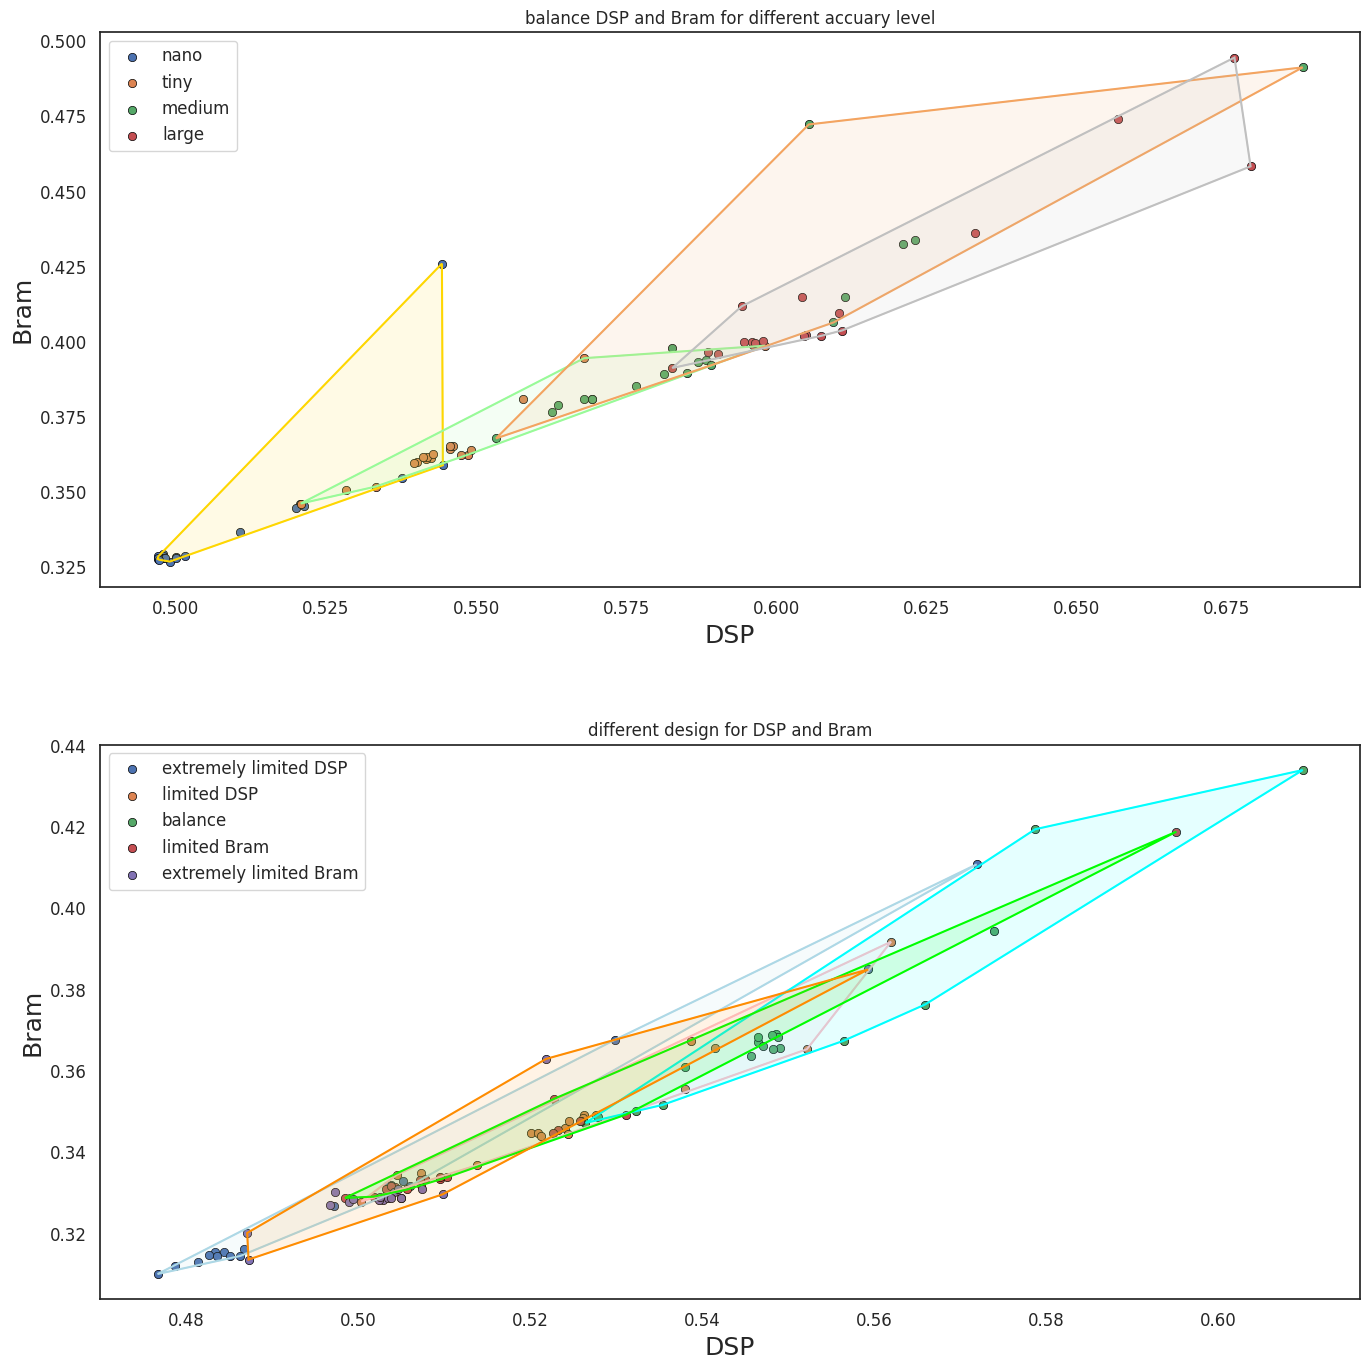 balance DSP and Bram for different accuary level
0.500
0.475
0.450
0.425
0.400
0.375
0.350
0.325
Bram
nano
tiny
medium
large
0.500 0.525 0.550 0.575 0.600 0.625 0.650 0.675
DSP
different design for DSP and Bram
0.44
0.42
0.40
0.38
0.36
0.34
0.32
Bram
extremely limited DSP
limited DSP
balance
limited Bram
extremely limited Bram
0.48 0.50 0.52 0.54 0.56 0.58 0.60
DSP